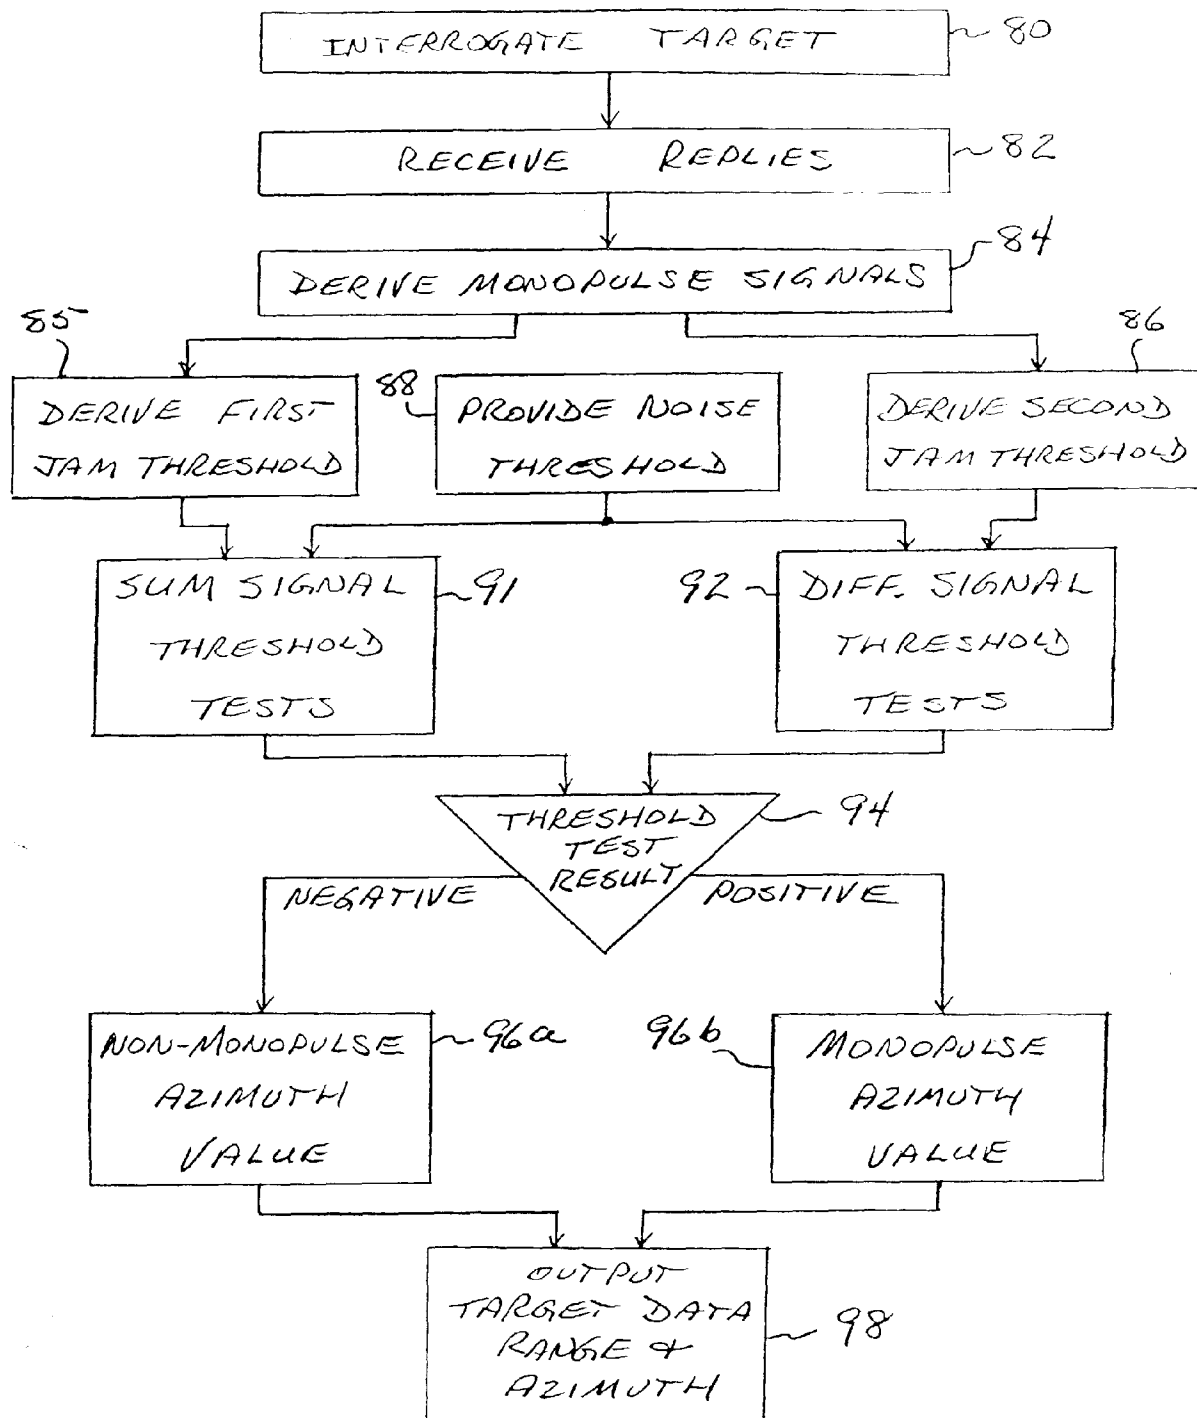 INTERROGATE TARGET
80
RECEIVE REPLIES
82
84
DERIVE MONOPULSE SIGNALS
85
86
88
DERIVE FIRST
JAM THRESHOLD
PROVIDE NOISE
THRESHOLD
DERIVE SECOND
JAM THRESHOLD
SUM SIGNAL
THRESHOLD
TESTS
91
92
DIFF. SIGNAL
THRESHOLD
TESTS
THRESHOLD
TEST
RESULT
94
NEGATIVE
POSITIVE
NON-MONOPULSE
AZIMUTH
VALUE
96a
96b
MONOPULSE
AZIMUTH
VALUE
OUTPUT
TARGET DATA
RANGE &
AZIMUTH
98